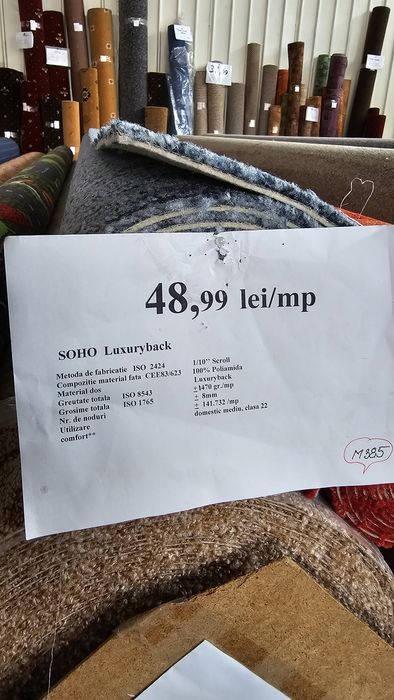 48,99 lei/mp
SOHO Luxuryback
Metoda de fabricatie ISO 2424 1/10'' Scroll
Compozitie material fata CEE83/623 100% Poliamida
Material dos Luxuryback
Greutate totala ISO 8543 ±1470 gr./mp
Grosime totala ISO 1765 ± 8mm
Nr. de noduri ± 141.732 /mp
Utilizare domestic mediu, clasa 22
comfort**
M385